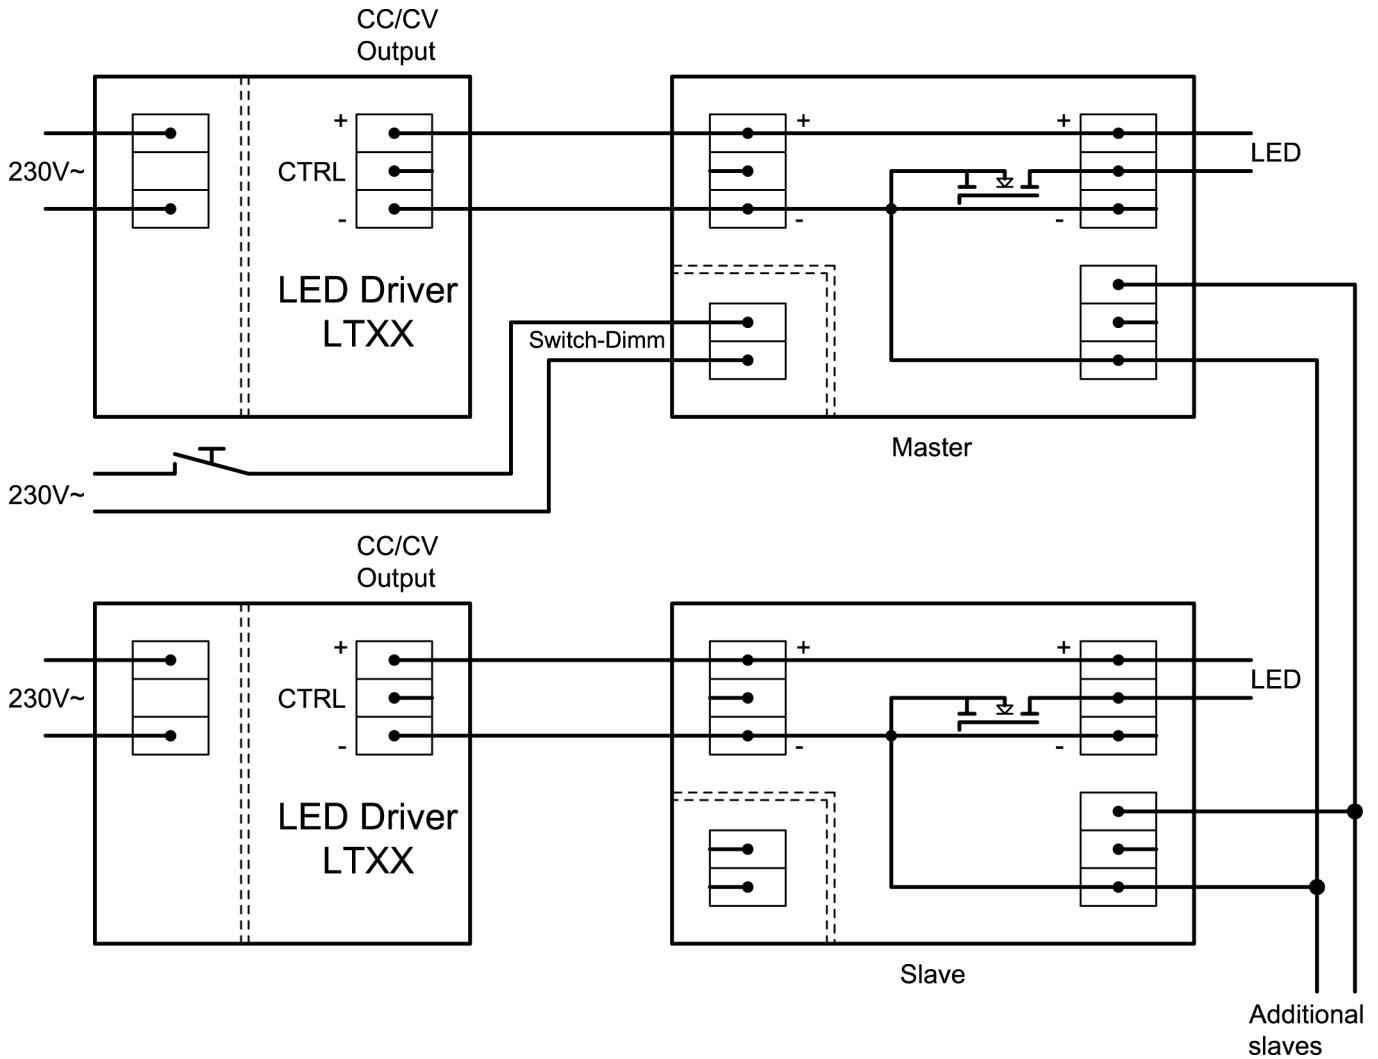 CC/CV
Output
+
+
+
230V~
CTRL
LED
-
-
-
LED Driver
LTXX
Switch-Dimm
Master
230V~
CC/CV
Output
+
+
+
230V~
CTRL
LED
-
-
-
LED Driver
LTXX
Slave
Additional
slaves